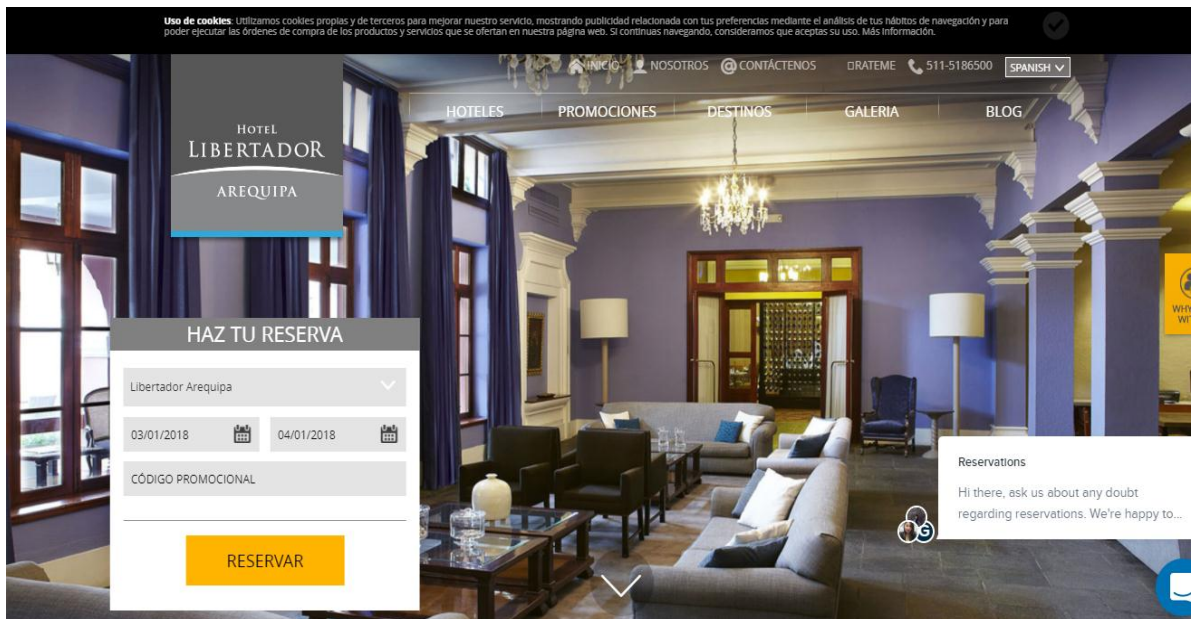 Uso de cookies: Utilizamos cookies propias y de terceros para mejorar nuestro servicio, mostrando publicidad relacionada con tus preferencias mediante el análisis de tus hábitos de navegación y para
poder ejecutar las órdenes de compra de los productos y servicios que se ofertan en nuestra página web. Si continuas navegando, consideramos que aceptas su uso. Más Información.
INICIO NOSOTROS CONTÁCTENOS RATEME 511-5186500 SPANISH
HOTELES PROMOCIONES DESTINOS GALERIA BLOG
HOTEL
LIBERTADOR
AREQUIPA
WHY
WIT
HAZ TU RESERVA
Libertador Arequipa
03/01/2018 04/01/2018
CÓDIGO PROMOCIONAL
RESERVAR
Reservations
Hi there, ask us about any doubt
regarding reservations. We're happy to...
G